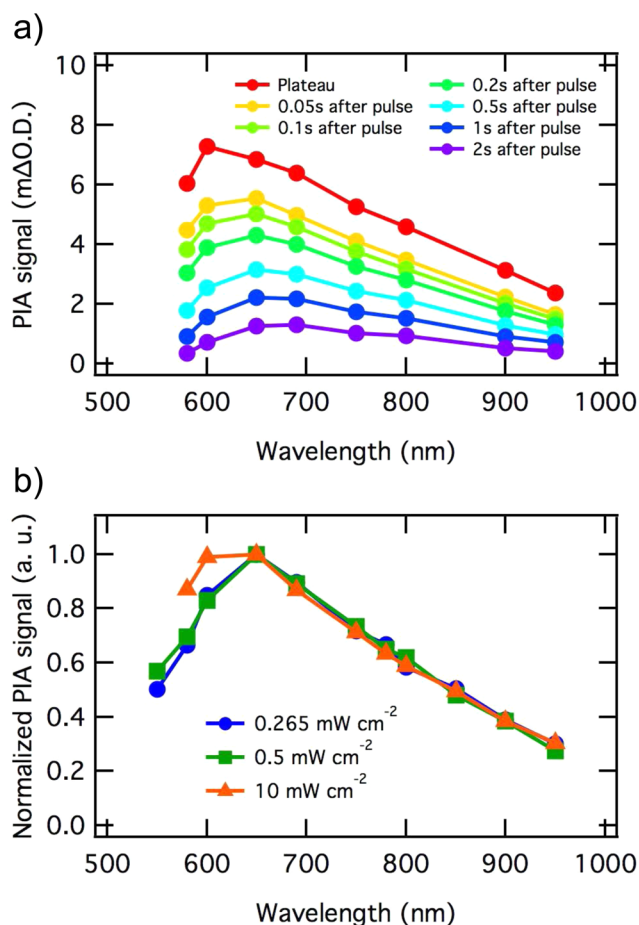 a)
10
8
6
4
2
0
PIA signal (mΔO.D.)
Plateau
0.05s after pulse
0.1s after pulse
0.2s after pulse
0.5s after pulse
1s after pulse
2s after pulse
500 600 700 800 900 1000
Wavelength (nm)
b)
1.0
0.8
0.6
0.4
0.2
0.0
Normalized PIA signal (a. u.)
0.265 mW cm⁻²
0.5 mW cm⁻²
10 mW cm⁻²
500 600 700 800 900 1000
Wavelength (nm)